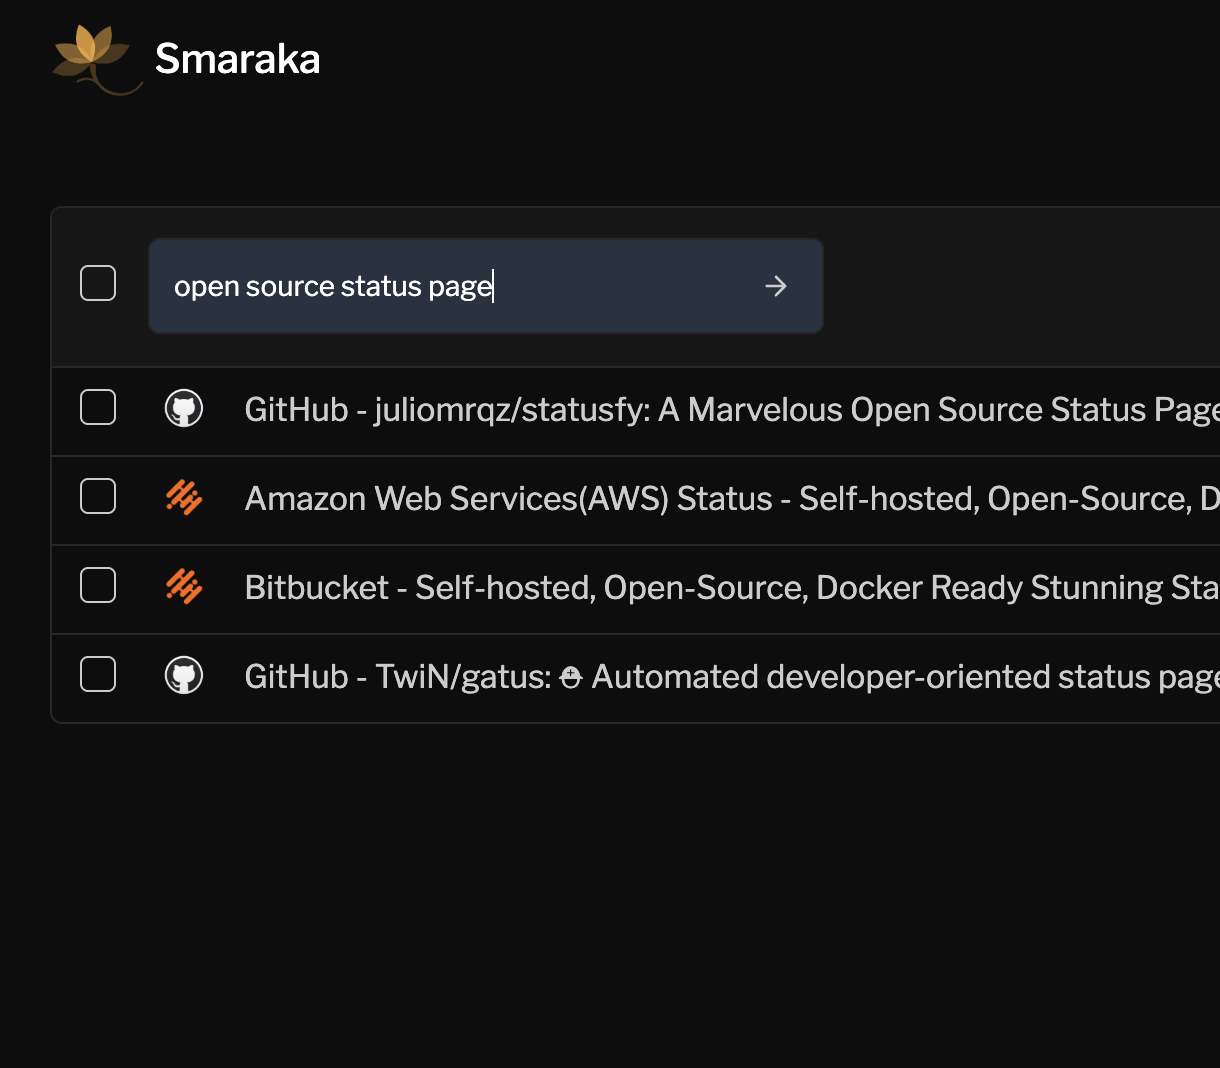 Smaraka
open source status page
GitHub - juliomrqz/statusfy: A Marvelous Open Source Status Page
Amazon Web Services(AWS) Status - Self-hosted, Open-Source, D
Bitbucket - Self-hosted, Open-Source, Docker Ready Stunning Sta
GitHub - TwiN/gatus: ⛑ Automated developer-oriented status page